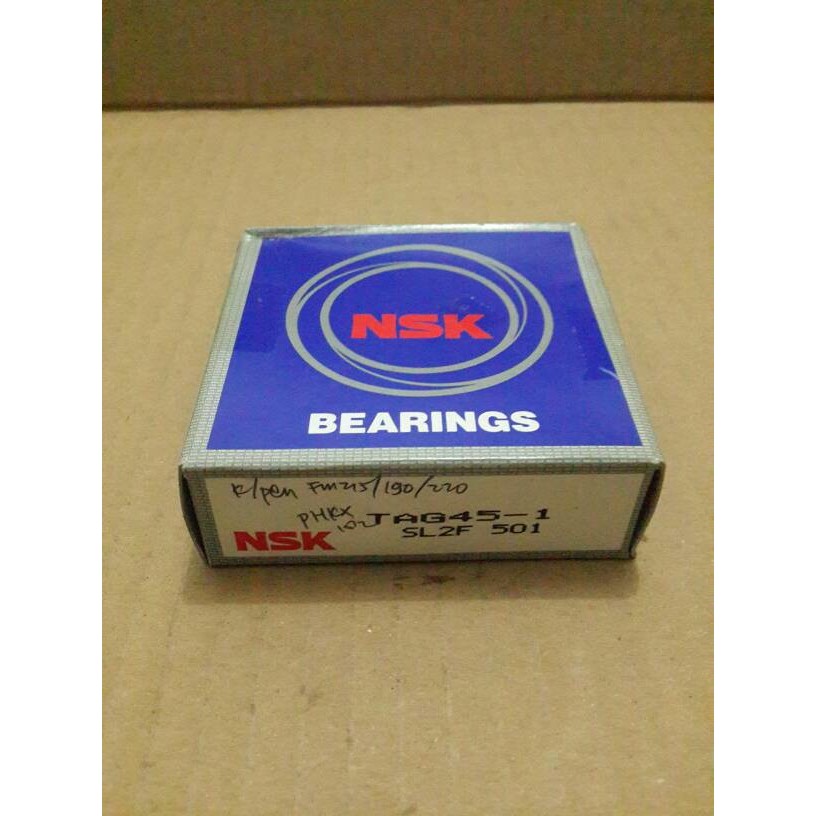 NSK
BEARINGS
K/pen FM215/190/220
PHKX
JAG45-1
NSK
SL2F 501